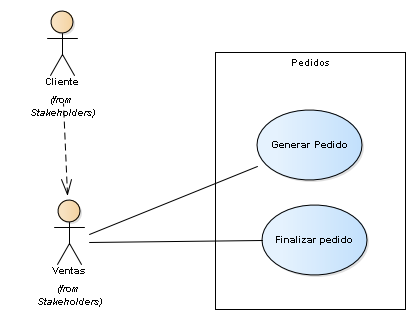 Cliente
(from
Stakeholders)
Pedidos
Generar Pedido
Finalizar pedido
Ventas
(from
Stakeholders)